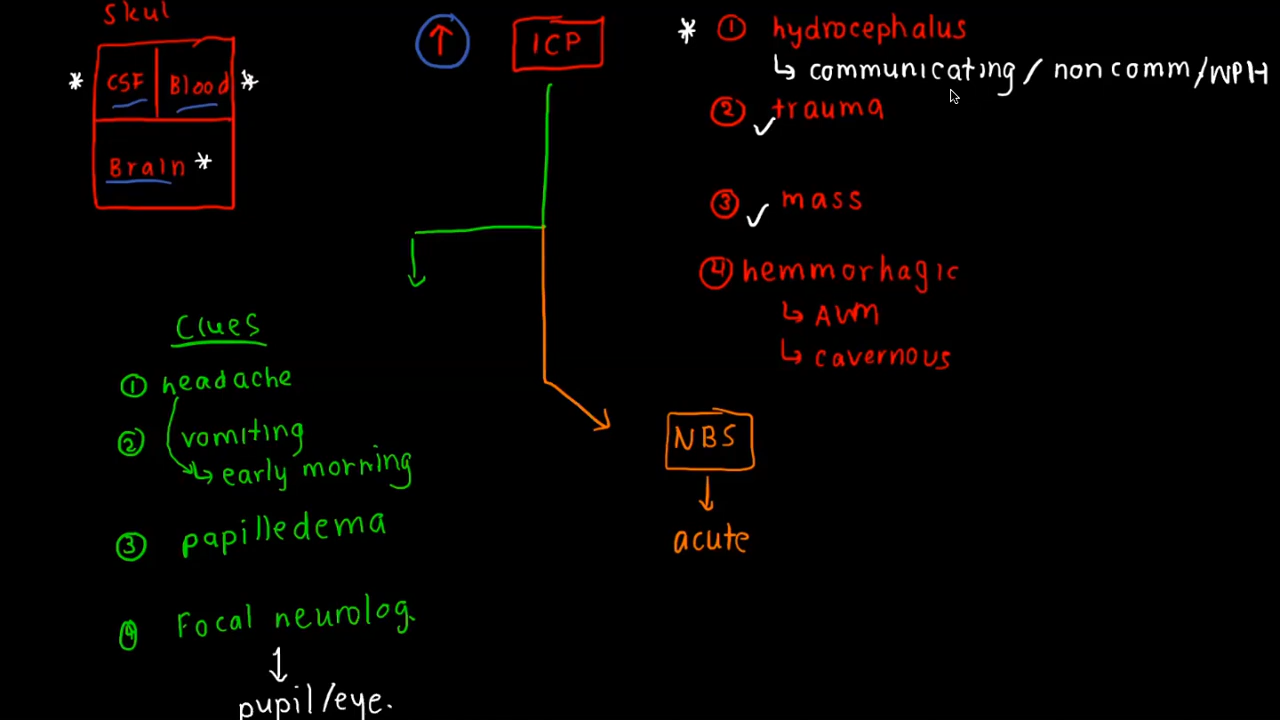 Skul
CSF Blood
Brain
↑ ICP
① hydrocephalus
↳ communicating / non comm / NPH
② trauma
③ mass
④ hemmorhagic
↳ AVM
↳ cavernous
Clues
① headache
② vomiting
↳ early morning
③ papilledema
④ Focal neurolog.
pupil/eye.
NBS
acute